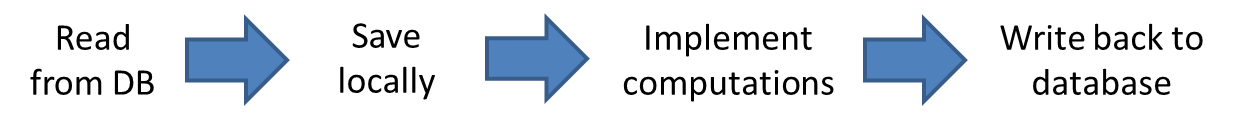 Read
from DB
Save
locally
Implement
computations
Write back to
database